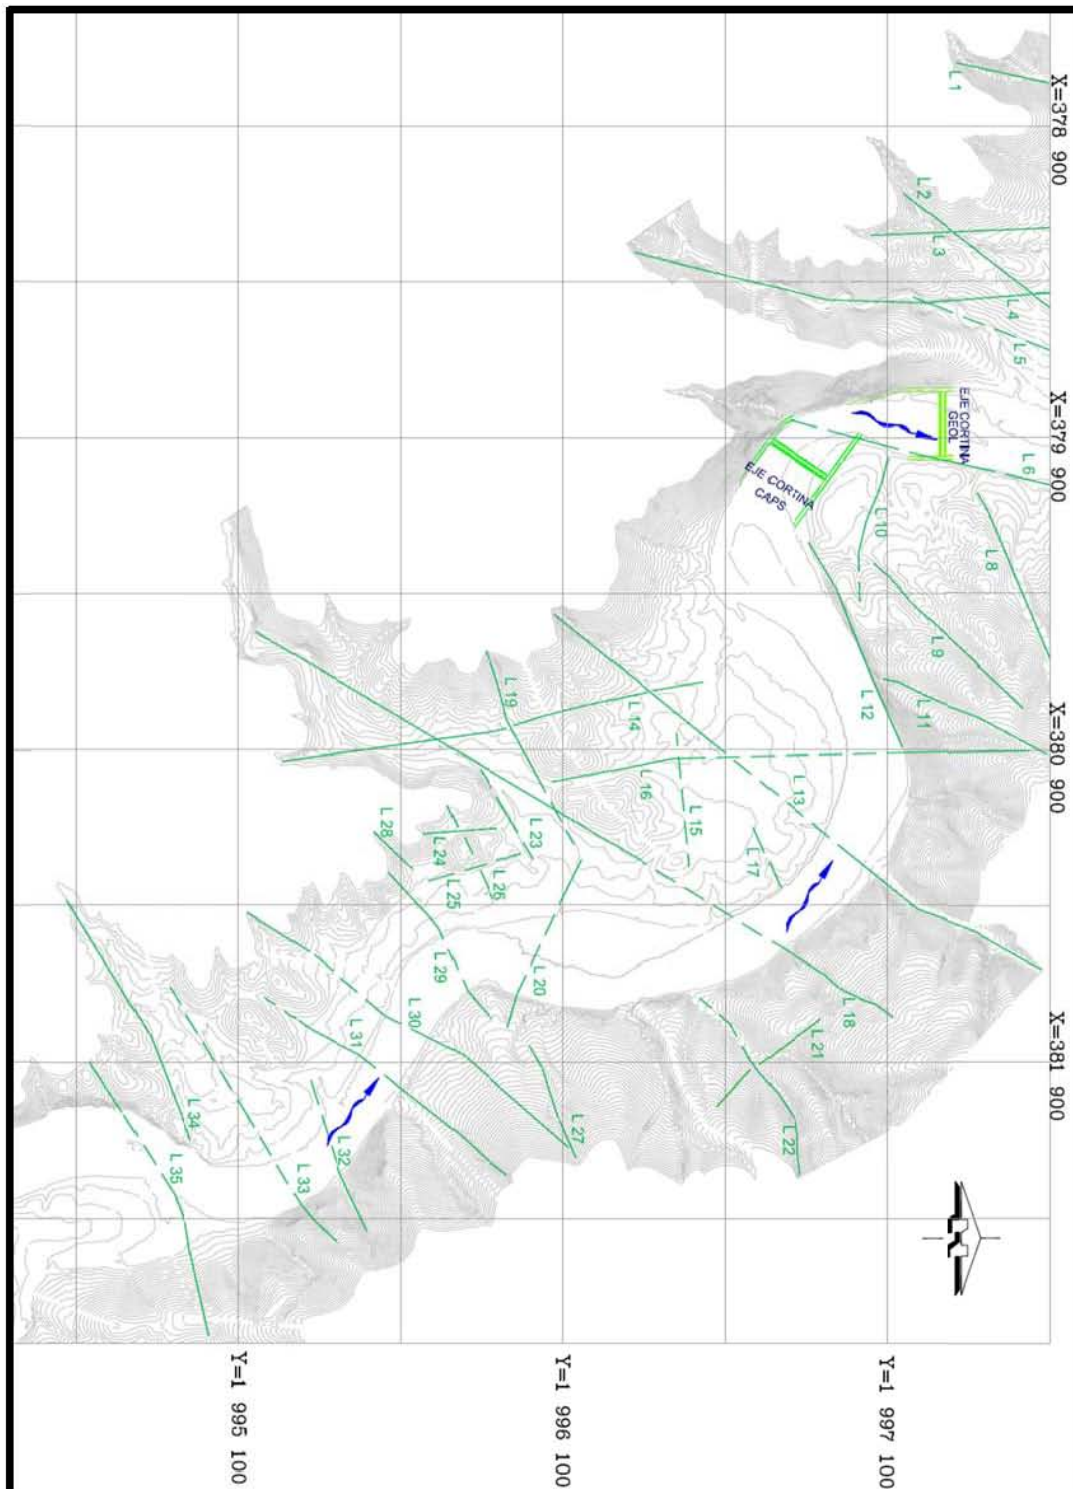 X=378 900
X=379 900
X=380 900
X=381 900
Y=1 995 100
Y=1 996 100
Y=1 997 100
L 1
L 2
L 3
L 4
L 5
EJE CORTINA
GEOL
L 6
EJE CORTINA
CAPS
L 10
L 8
L 9
L 11
L 12
L 19
L 14
L 16
L 15
L 13
L 17
L 28
L 24
L 23
L 25
L 26
L 29
L 20
L 18
L 30
L 31
L 21
L 27
L 22
L 34
L 32
L 35
L 33
N